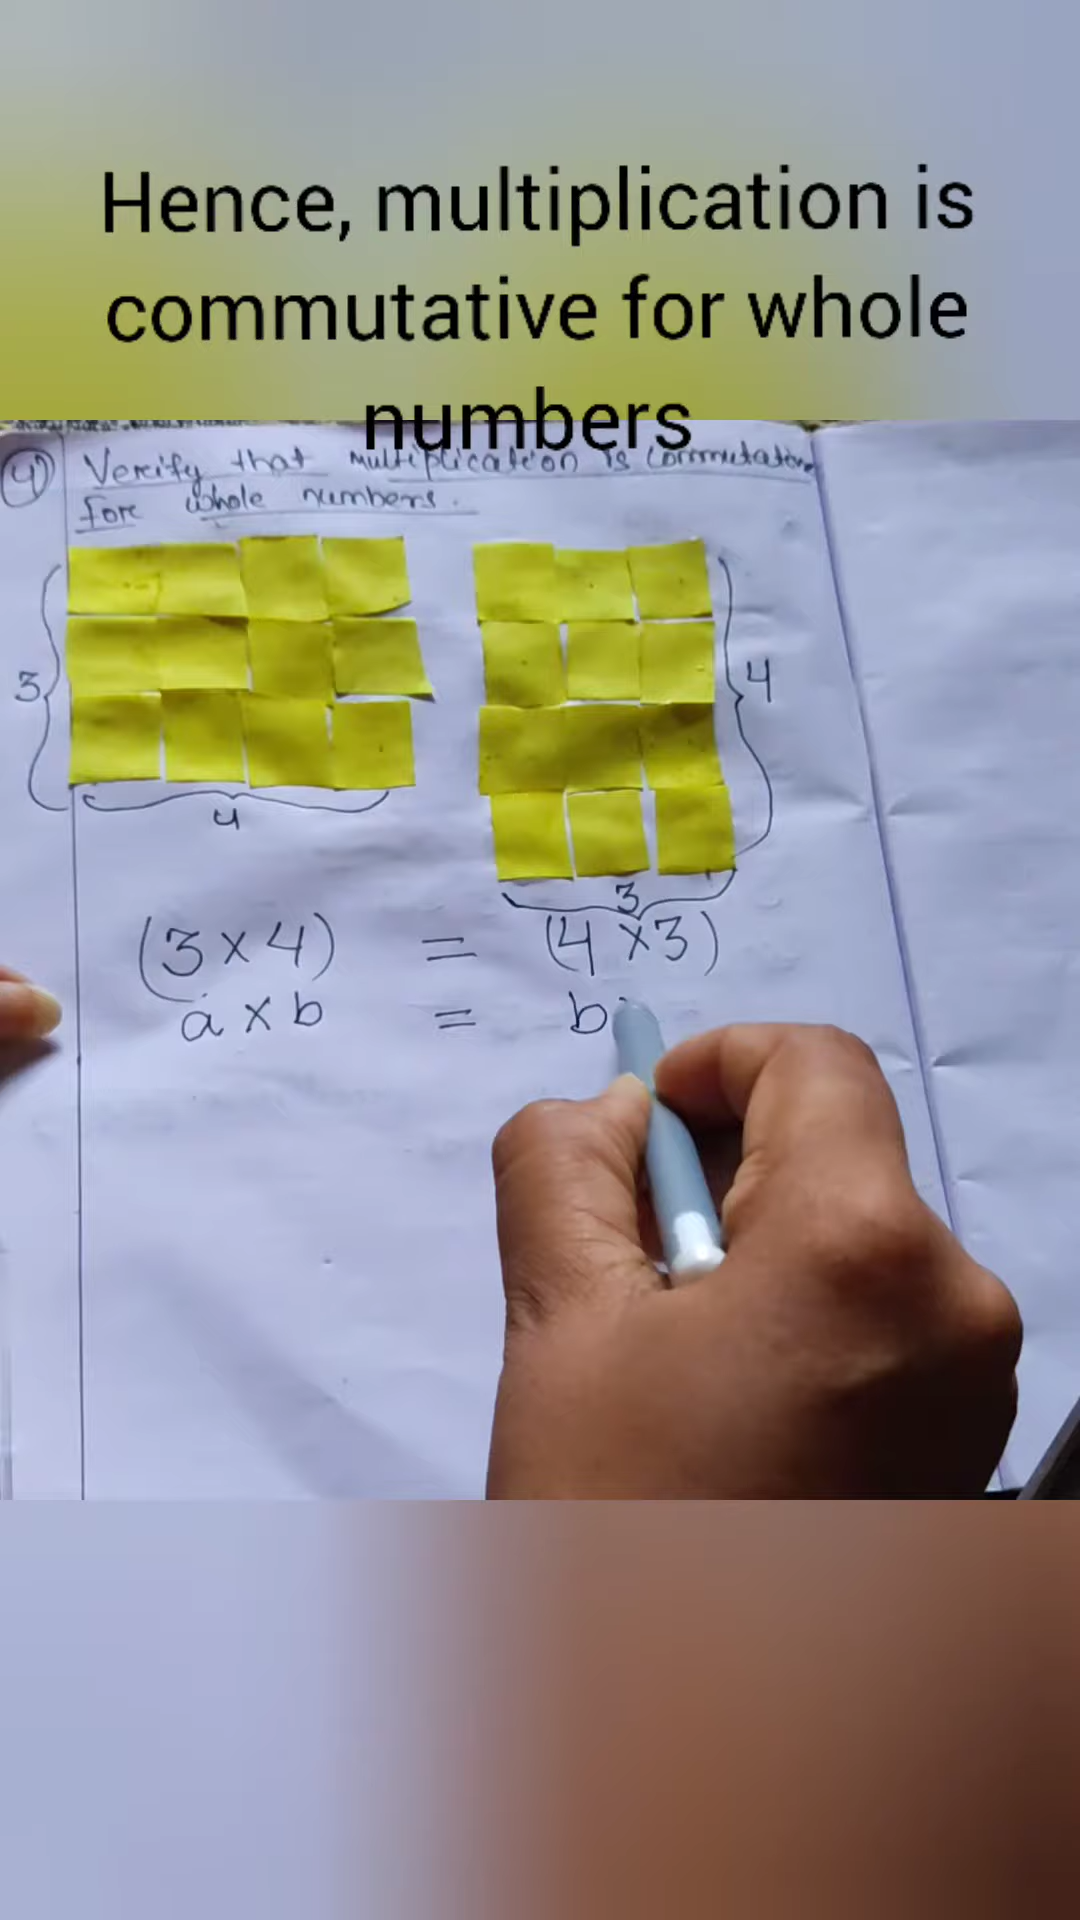 Hence, multiplication is
commutative for whole
numbers
4) Verify that multiplication is commutative
for whole numbers.
3
4
4
3
(3 x 4) = (4 x 3)
a x b = b